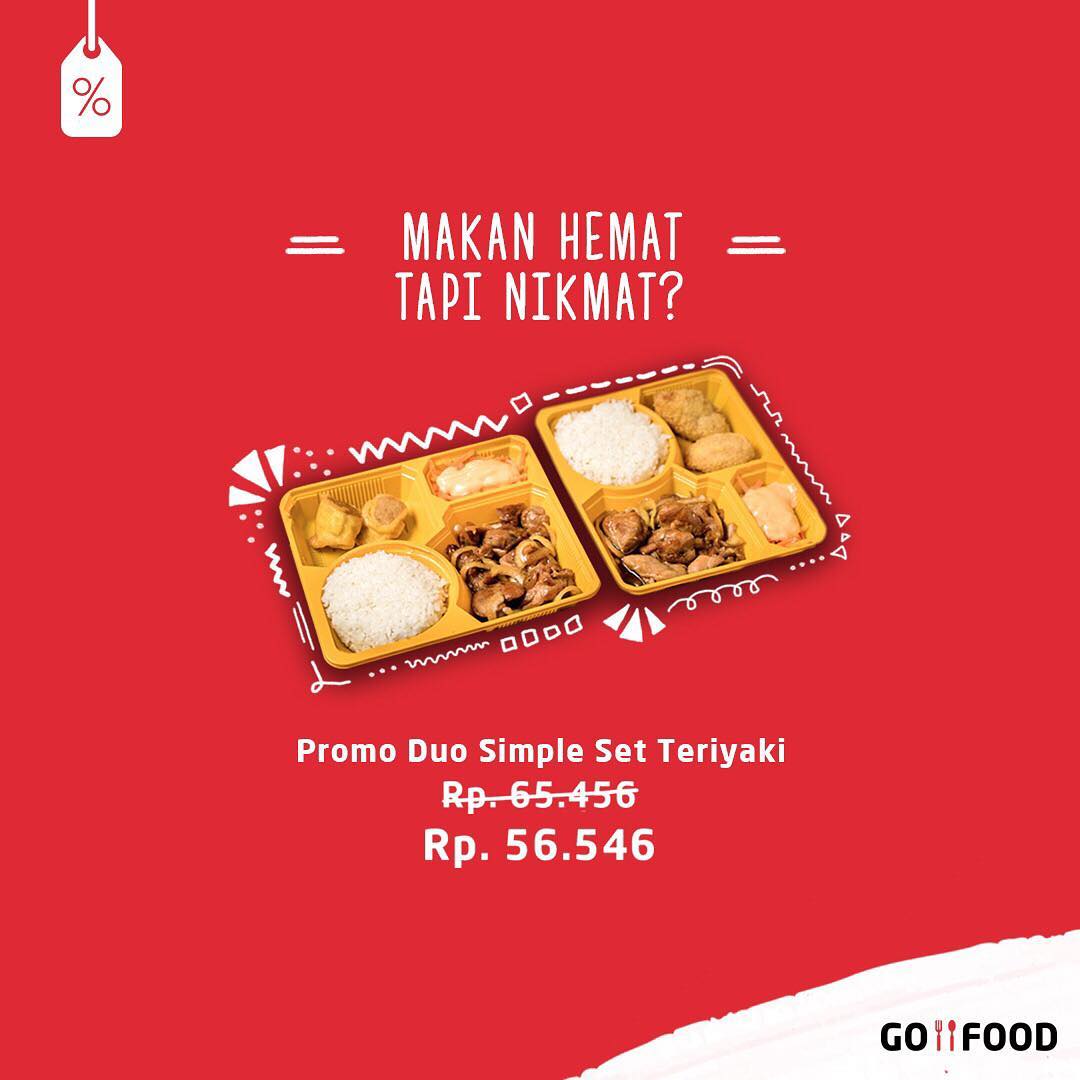 %
MAKAN HEMAT
TAPI NIKMAT?
Promo Duo Simple Set Teriyaki
Rp. 65.456
Rp. 56.546
GO FOOD